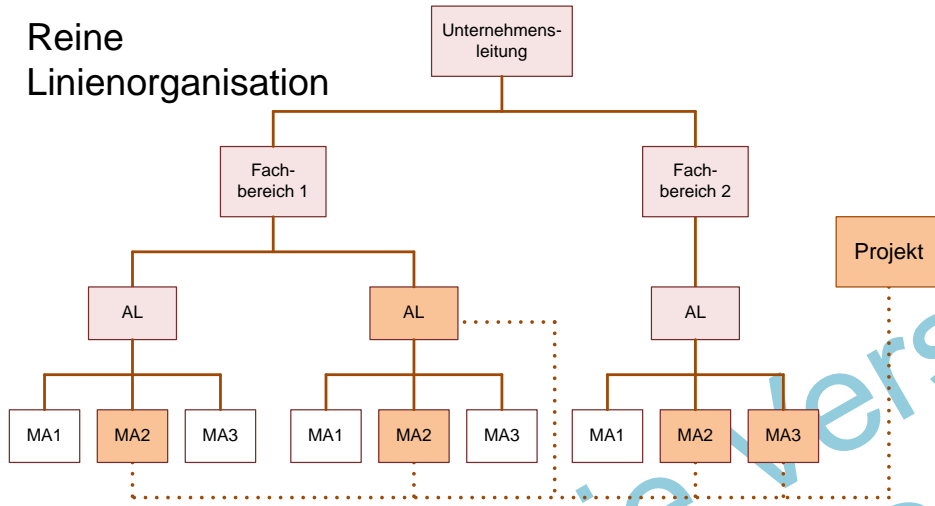 Reine
Linienorganisation
Unternehmens-
leitung
Fach-
bereich 1
Fach-
bereich 2
Projekt
AL
AL
AL
MA1
MA2
MA3
MA1
MA2
MA3
MA1
MA2
MA3